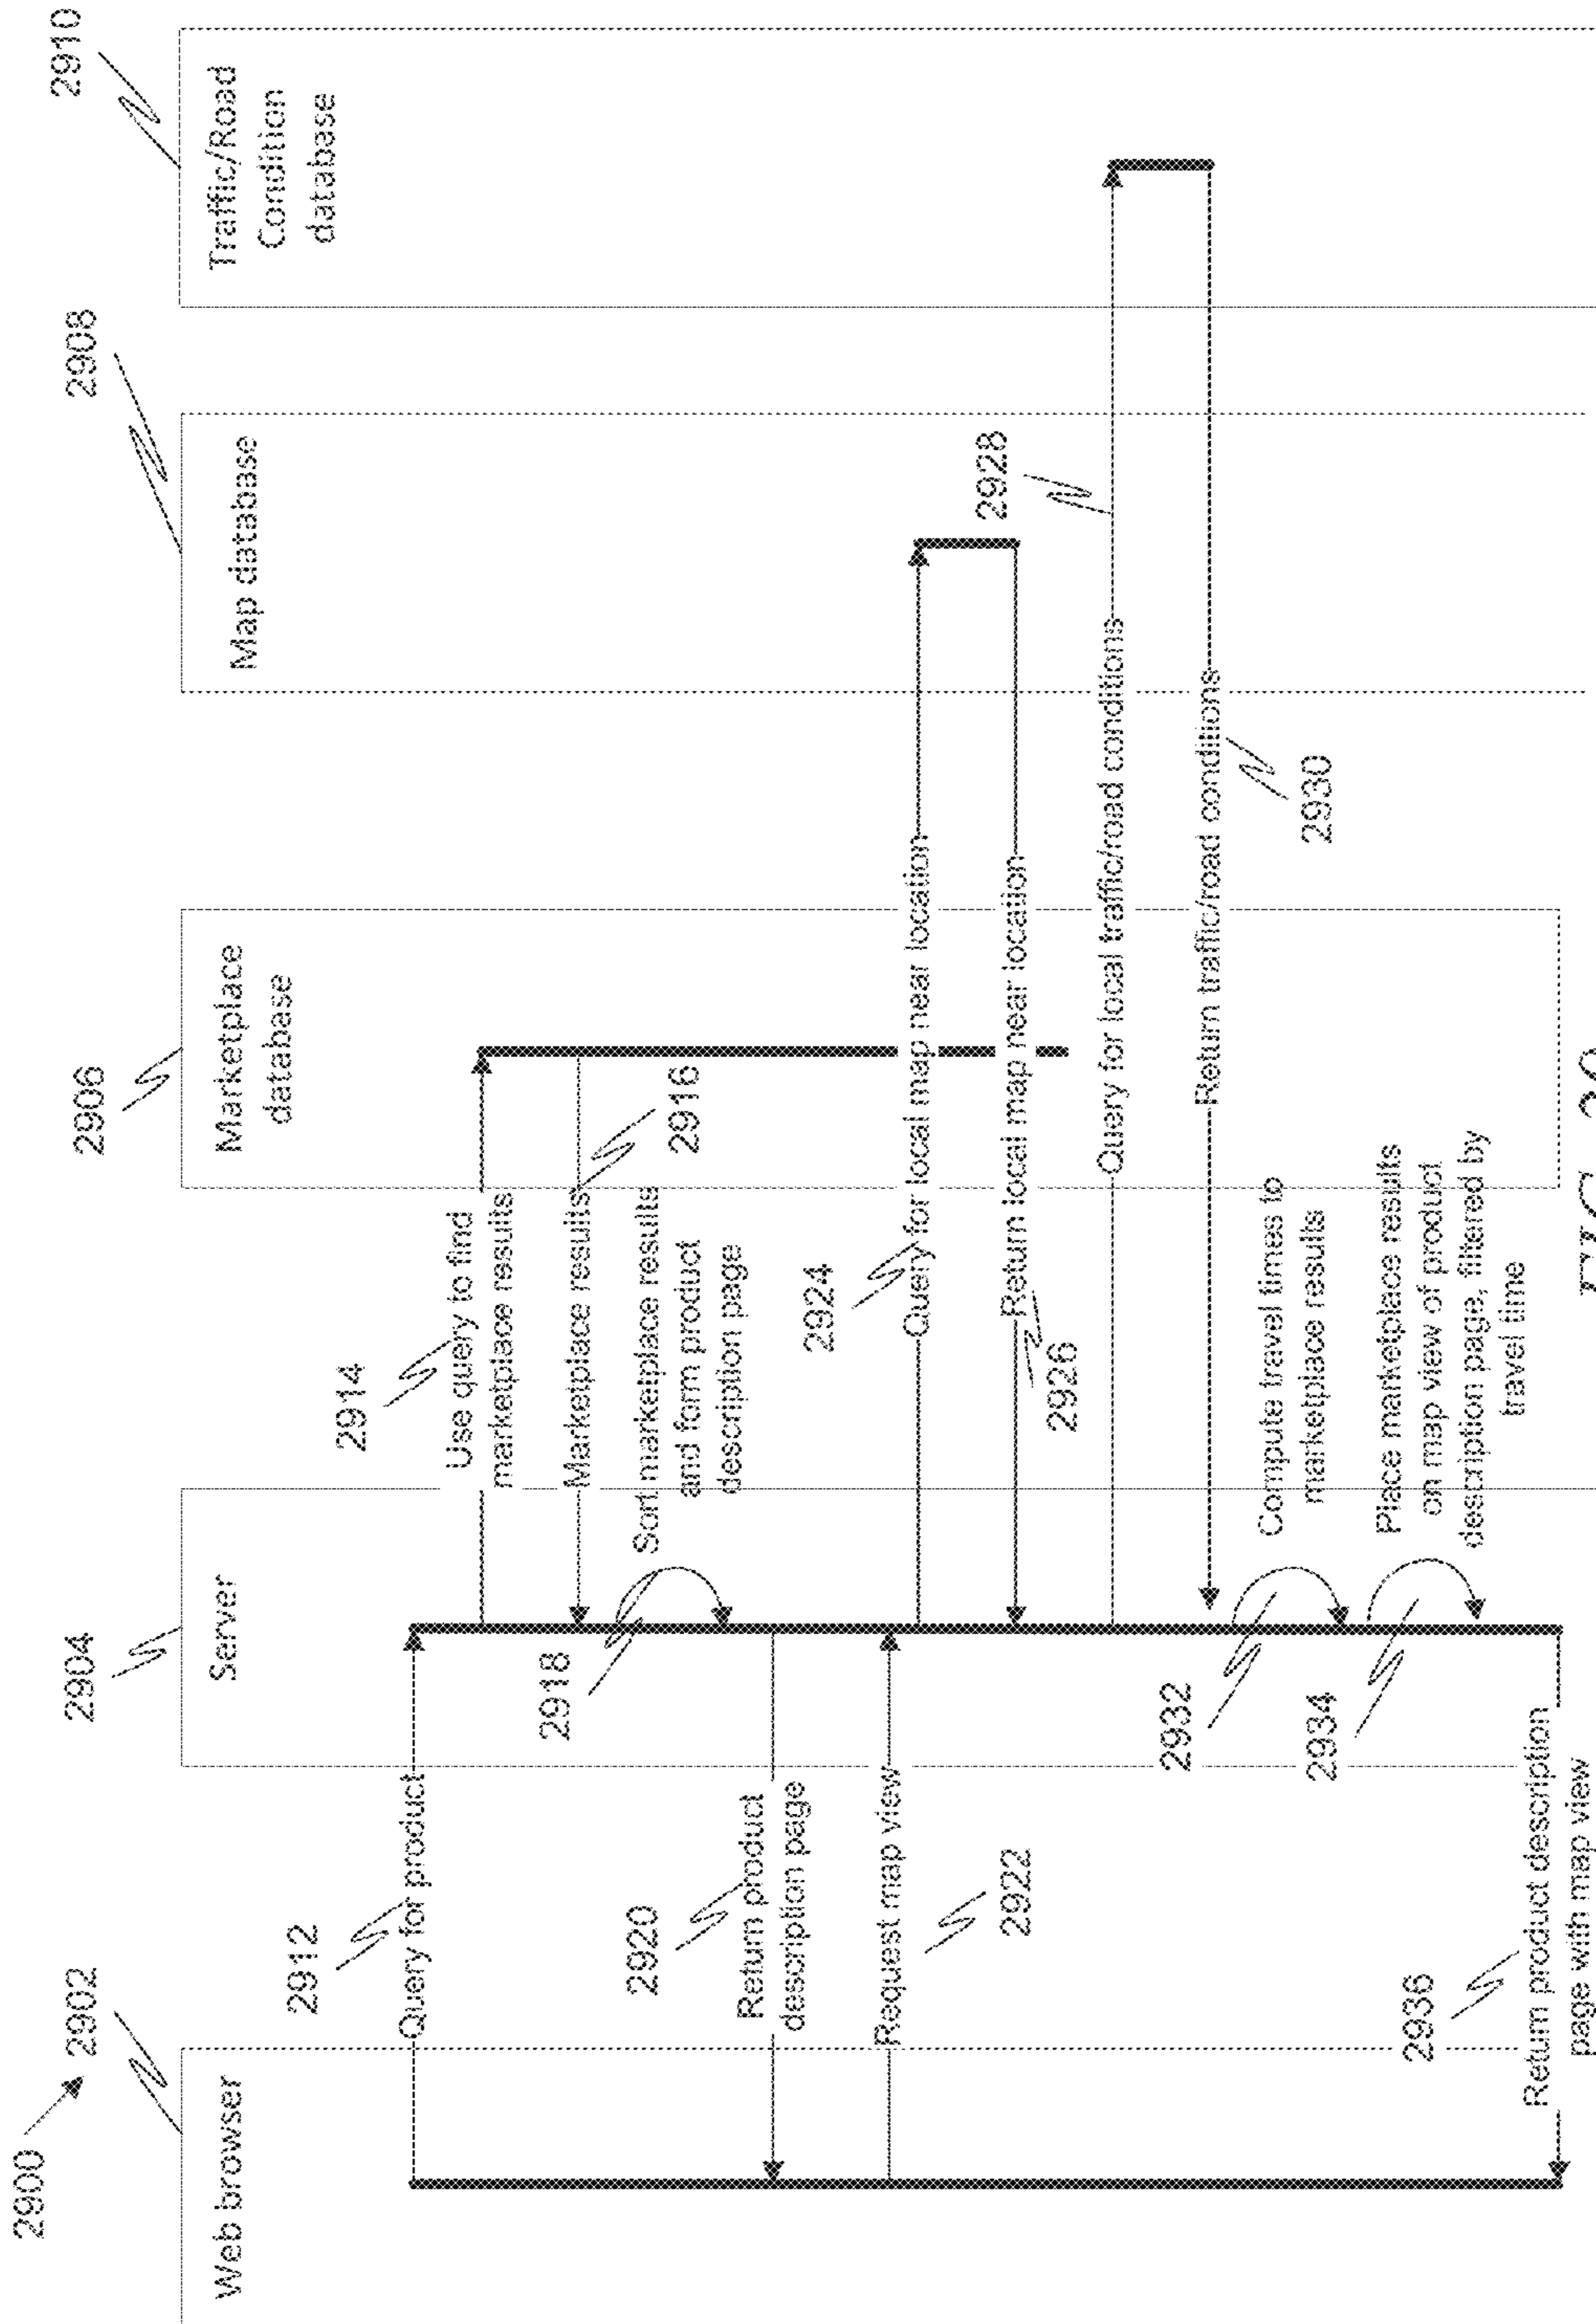 2900
2902
2904
2906
2908
2910
Web browser
Server
Marketplace
database
Map database
Traffic/Road
Condition
database
2912
Query for product
2914
Use query to find
marketplace results
Marketplace results
2916
2918
Sort marketplace results
and form product
description page
2920
Return product
description page
Request map view
2922
2924
Query for local map near location
Return local map near location
2926
2928
Query for local traffic/road conditions
Return traffic/road conditions
2930
2932
Compute travel times to
marketplace results
2934
Place marketplace results
on map view of product
description page, filtered by
travel time
2936
Return product description
page with map view
FIG.